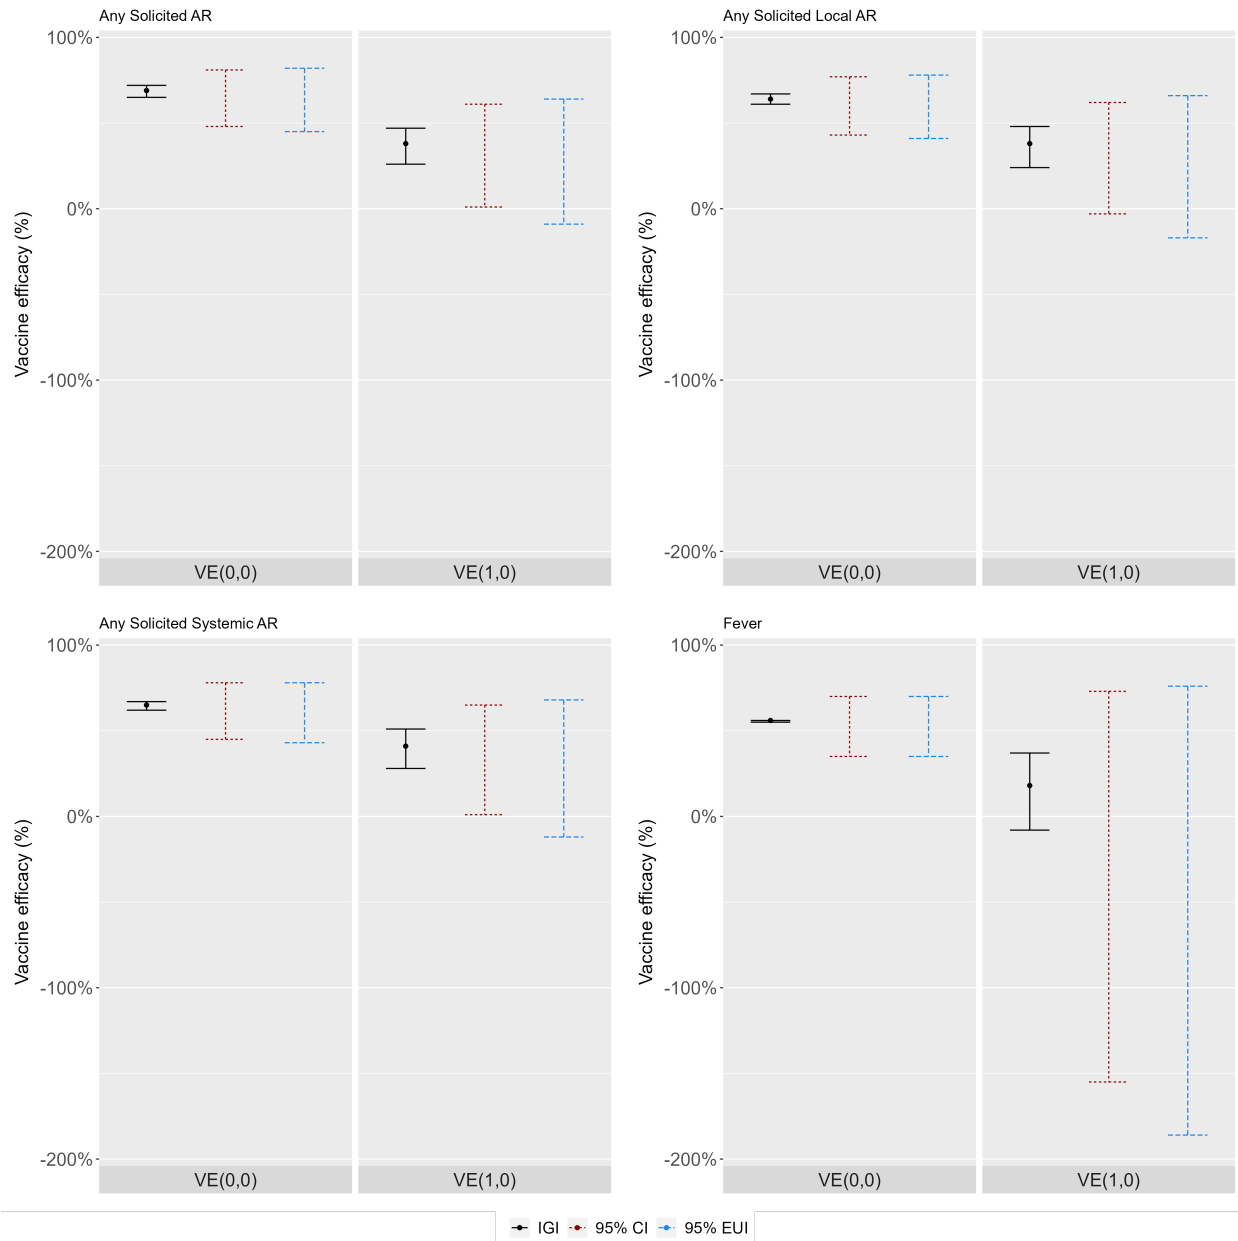 Any Solicited AR
Any Solicited Local AR
100%
0%
-100%
-200%
Vaccine efficacy (%)
VE(0,0)
VE(1,0)
100%
0%
-100%
-200%
Vaccine efficacy (%)
VE(0,0)
VE(1,0)
Any Solicited Systemic AR
Fever
100%
0%
-100%
-200%
Vaccine efficacy (%)
VE(0,0)
VE(1,0)
100%
0%
-100%
-200%
Vaccine efficacy (%)
VE(0,0)
VE(1,0)
IGI 95% CI 95% EUI